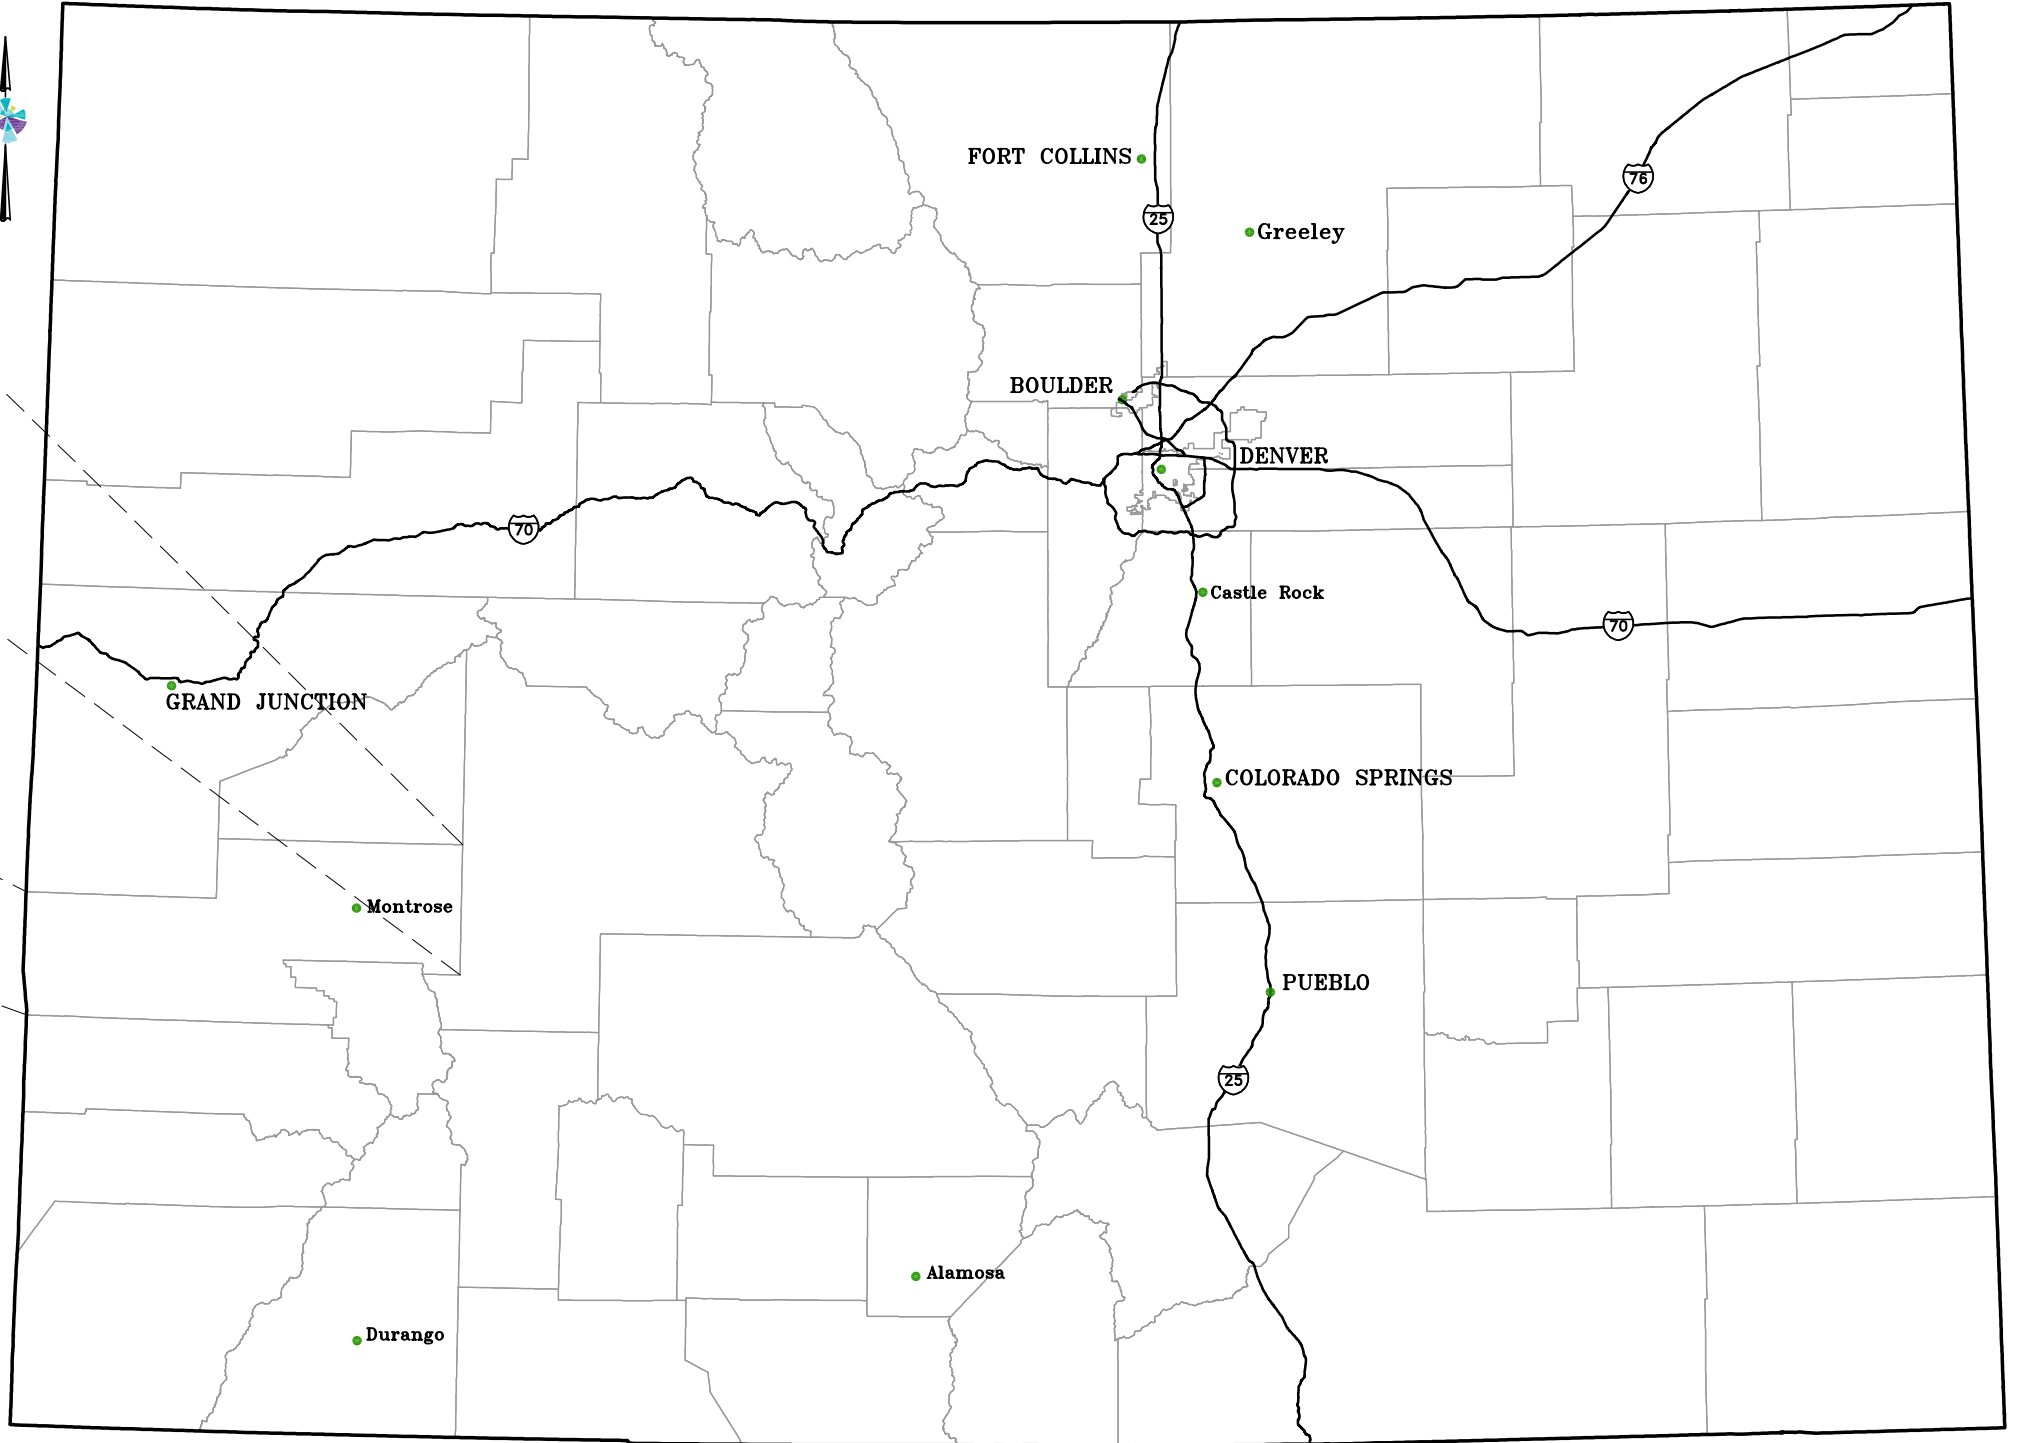 FORT COLLINS
76
25
Greeley
BOULDER
DENVER
70
Castle Rock
70
GRAND JUNCTION
COLORADO SPRINGS
Montrose
PUEBLO
25
Alamosa
Durango